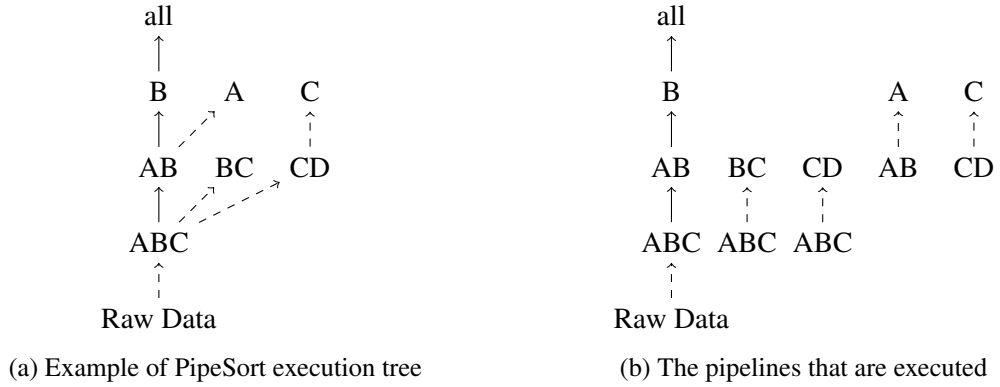 all all
B A C B A C
AB BC CD AB BC CD AB CD
ABC ABC ABC ABC
Raw Data Raw Data
(a) Example of PipeSort execution tree (b) The pipelines that are executed